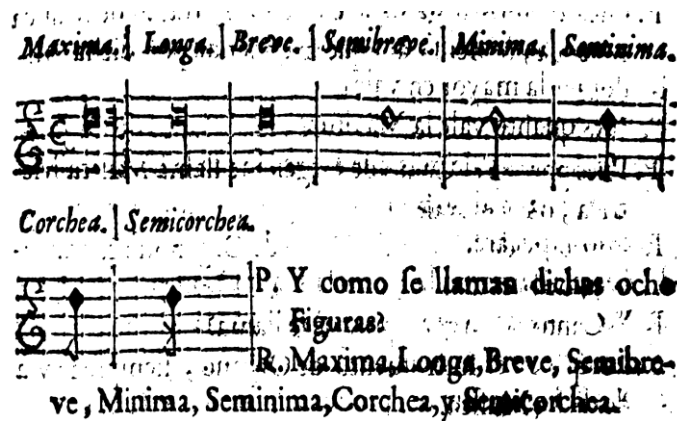 Maxima. | Longa. | Breve. | Semibreve. | Minima. | Seminima.
Corchea. | Semicorchea.
P. Y como ſe llaman dichas ocho
Figuras?
R. Maxima, Longa, Breve, Semibre-
ve, Minima, Seminima, Corchea, y Semicorchea.